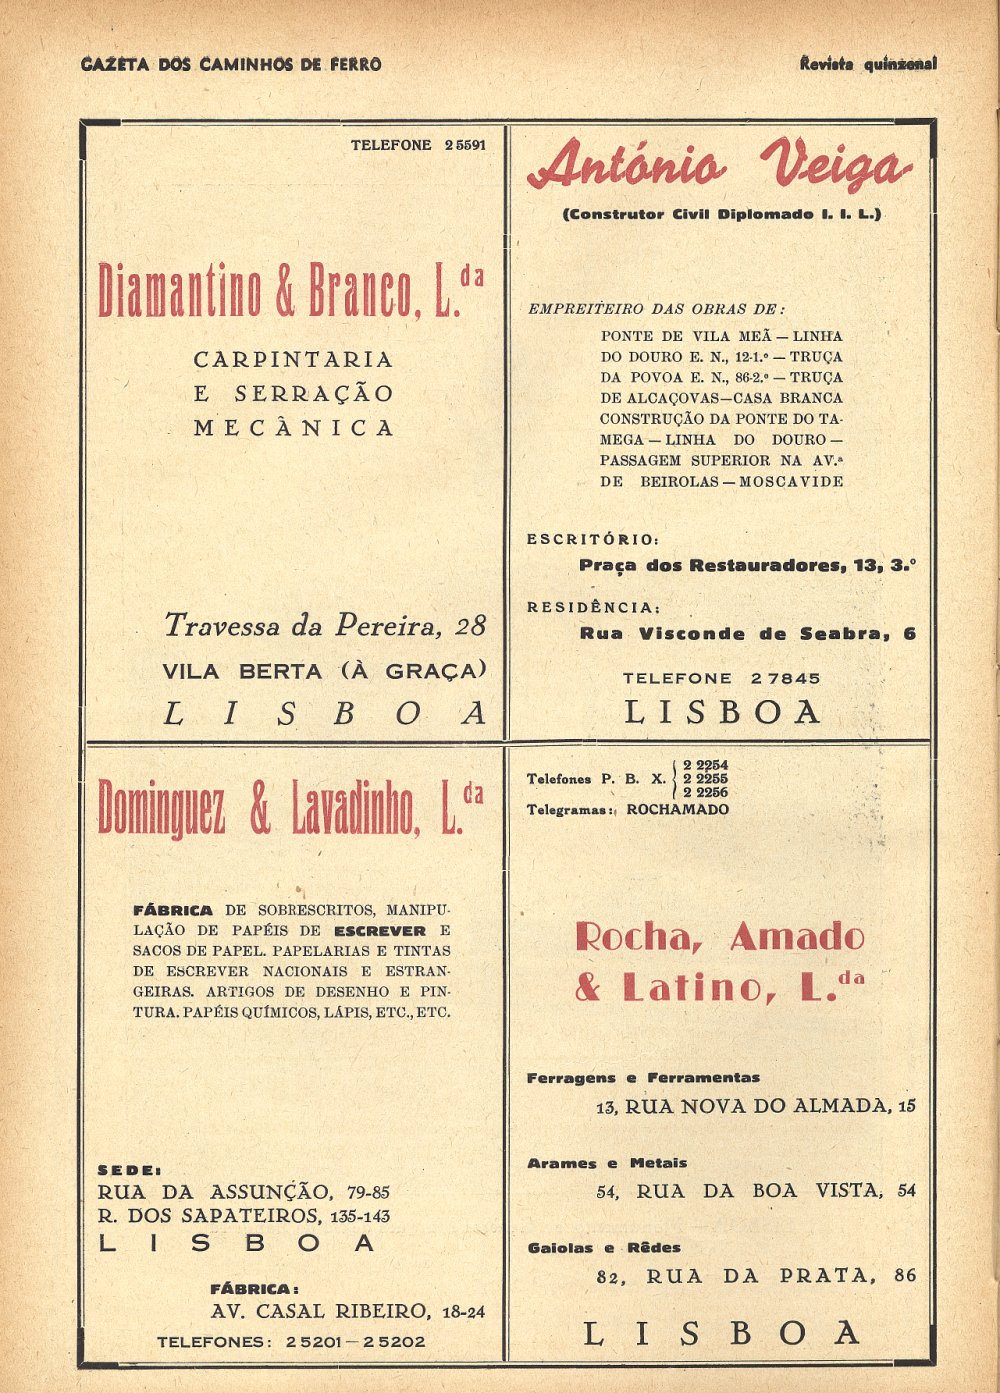 GAZETA DOS CAMINHOS DE FERRO
Revista quinzenal
TELEFONE 2 5591
Diamantino & Branco, L.da
CARPINTARIA
E SERRAÇÃO
MECÂNICA
Travessa da Pereira, 28
VILA BERTA (À GRAÇA)
LISBOA
António Veiga
(Construtor Civil Diplomado I. I. L.)
EMPREITEIRO DAS OBRAS DE:
PONTE DE VILA MEÃ — LINHA
DO DOURO E. N., 12-1.ª — TRUÇA
DA POVOA E. N., 86-2.ª — TRUÇA
DE ALCAÇOVAS—CASA BRANCA
CONSTRUÇÃO DA PONTE DO TA-
MEGA — LINHA DO DOURO —
PASSAGEM SUPERIOR NA AV.ª
DE BEIROLAS — MOSCAVIDE
ESCRITÓRIO:
Praça dos Restauradores, 13, 3.º
RESIDÊNCIA:
Rua Visconde de Seabra, 6
TELEFONE 2 7845
LISBOA
Dominguez & Lavadinho, L.da
FÁBRICA DE SOBRESCRITOS, MANIPU-
LAÇÃO DE PAPÉIS DE ESCREVER E
SACOS DE PAPEL. PAPELARIAS E TINTAS
DE ESCREVER NACIONAIS E ESTRAN-
GEIRAS. ARTIGOS DE DESENHO E PIN-
TURA. PAPÉIS QUÍMICOS, LÁPIS, ETC., ETC.
SEDE:
RUA DA ASSUNÇÃO, 79-85
R. DOS SAPATEIROS, 135-143
LISBOA
FÁBRICA:
AV. CASAL RIBEIRO, 18-24
TELEFONES: 2 5201 — 2 5202
Telefones P. B. X. { 2 2254
2 2255
2 2256
Telegramas: ROCHAMADO
Rocha, Amado
& Latino, L.da
Ferragens e Ferramentas
13, RUA NOVA DO ALMADA, 15
Arames e Metais
54, RUA DA BOA VISTA, 54
Gaiolas e Rêdes
82, RUA DA PRATA, 86
LISBOA